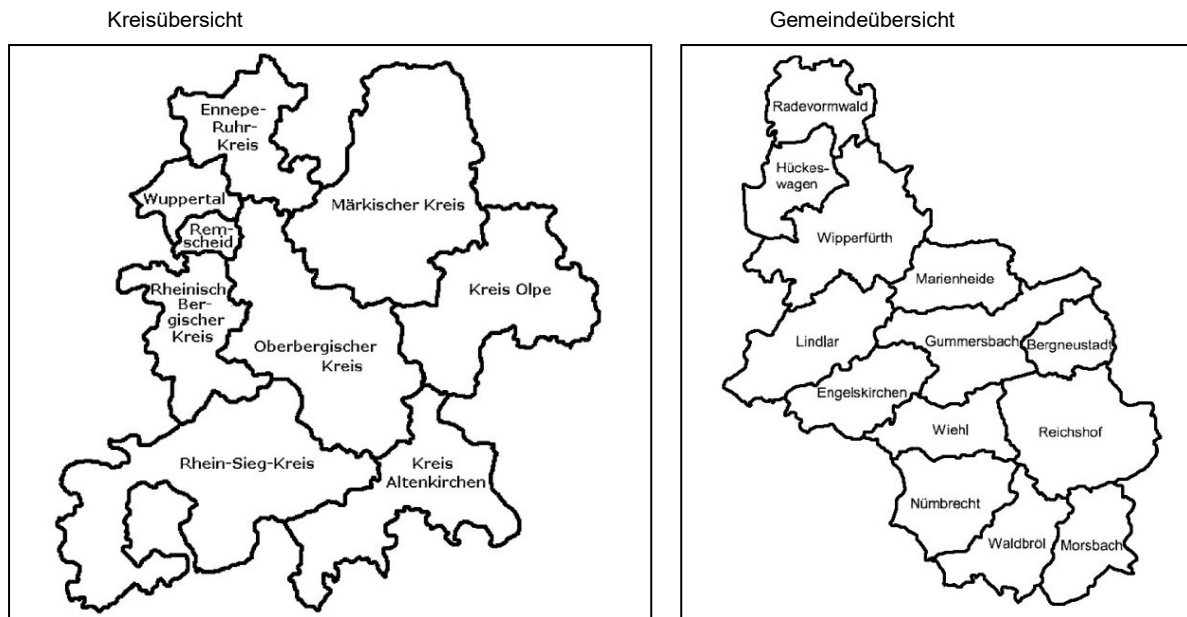 Kreisübersicht
Gemeindeübersicht
Ennepe-
Ruhr-
Kreis
Wuppertal
Rem-
scheid
Märkischer Kreis
Rheinisch
Ber-
gischer
Kreis
Kreis Olpe
Oberbergischer
Kreis
Rhein-Sieg-Kreis
Kreis
Altenkirchen
Radevormwald
Hückes-
wagen
Wipperfürth
Marienheide
Lindlar
Gummersbach
Bergneustadt
Engelskirchen
Wiehl
Reichshof
Nümbrecht
Waldbröl
Morsbach